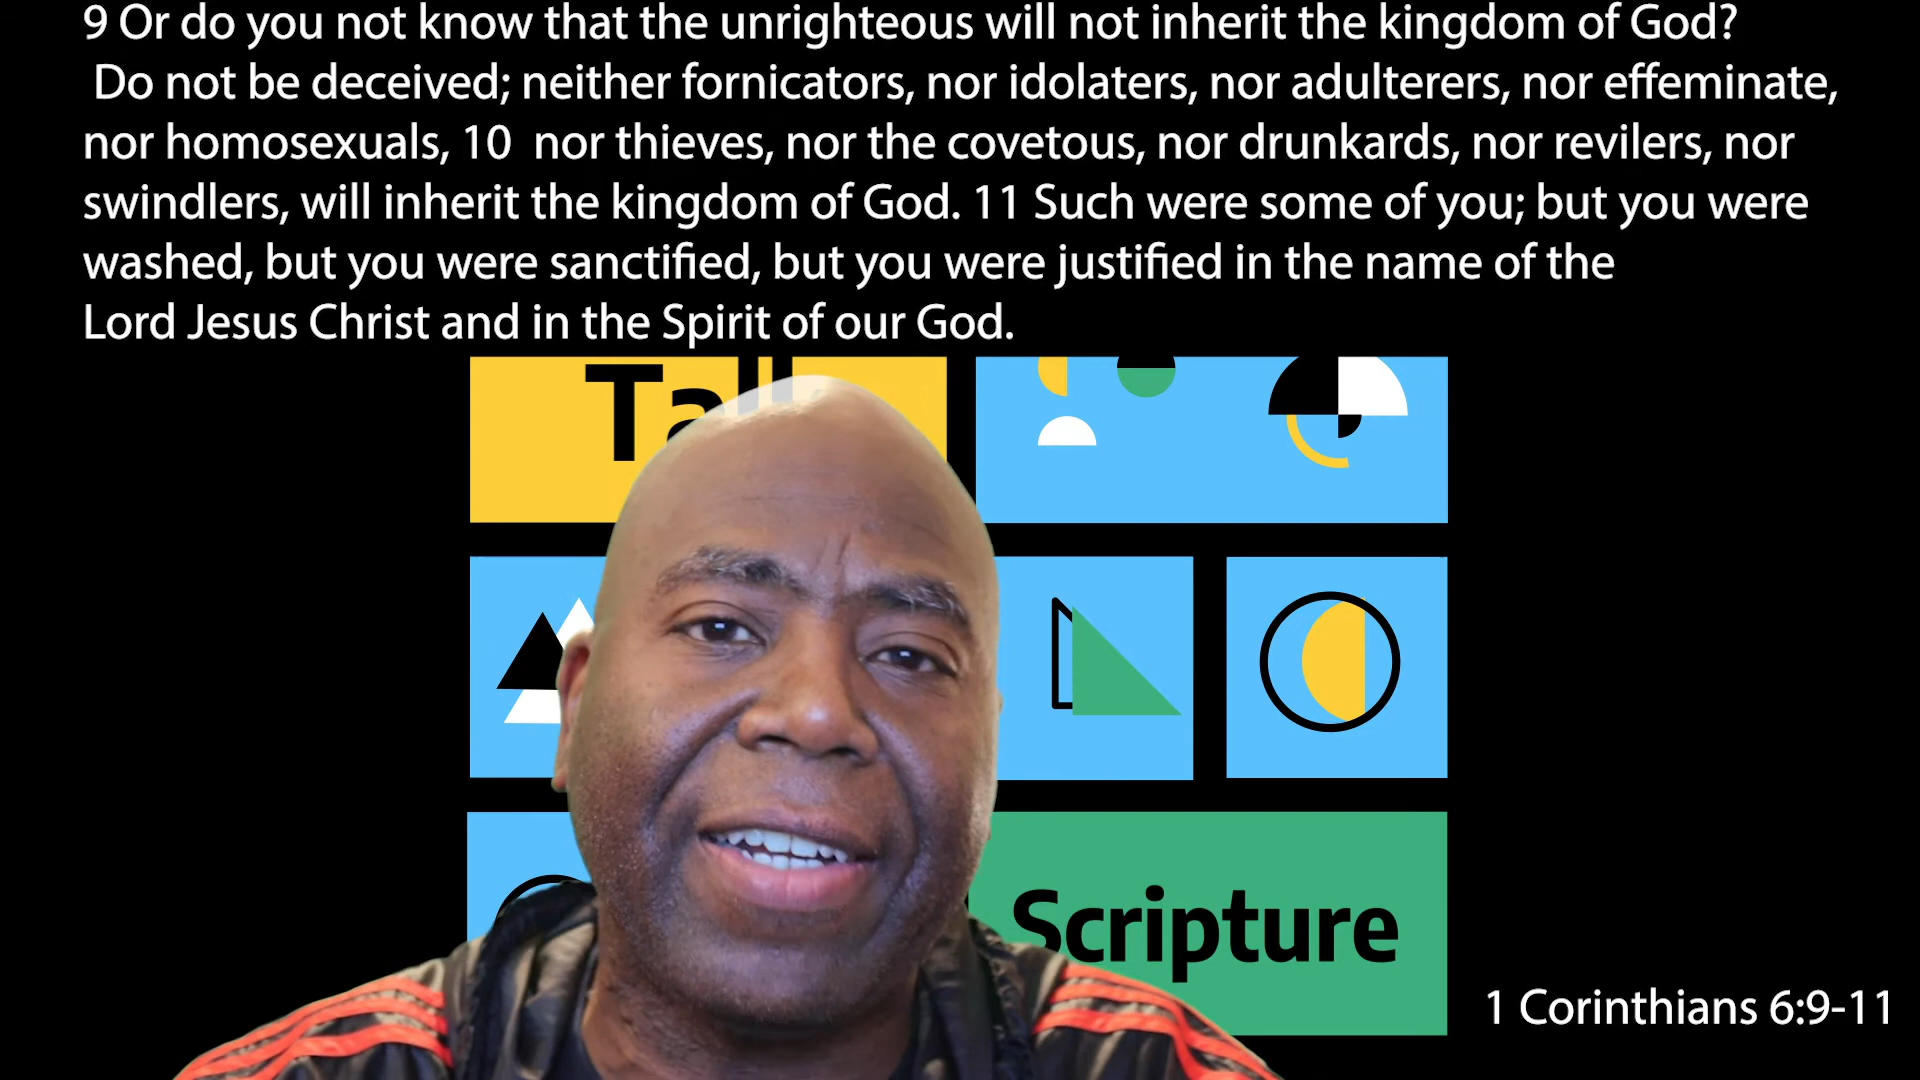 9 Or do you not know that the unrighteous will not inherit the kingdom of God?
Do not be deceived; neither fornicators, nor idolaters, nor adulterers, nor effeminate,
nor homosexuals, 10 nor thieves, nor the covetous, nor drunkards, nor revilers, nor
swindlers, will inherit the kingdom of God. 11 Such were some of you; but you were
washed, but you were sanctified, but you were justified in the name of the
Lord Jesus Christ and in the Spirit of our God.
Scripture
1 Corinthians 6:9-11